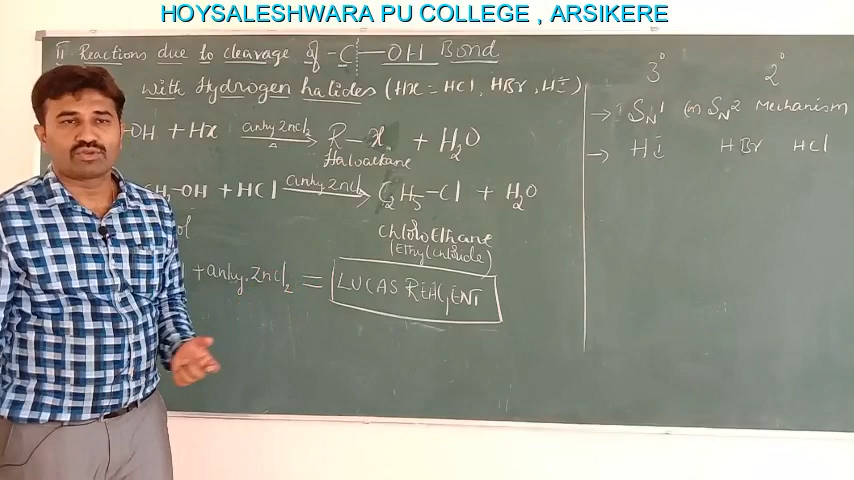 HOYSALESHWARA PU COLLEGE , ARSIKERE
II Reactions due to cleavage of -C-OH Bond
with Hydrogen halides (HX = HCl, HBr, HI)
-OH + HX anhy ZnCl2 △ → R-X + H2O
Haloalkane
-OH + HCl anhy ZnCl2 → C2H5-Cl + H2O
ol
ChloroEthane
(Ethyl chloride)
+ anhy. ZnCl2 = LUCAS REAGENT
3° 2°
→ SN1 (or) SN2 Mechanism
→ HI HBr HCl